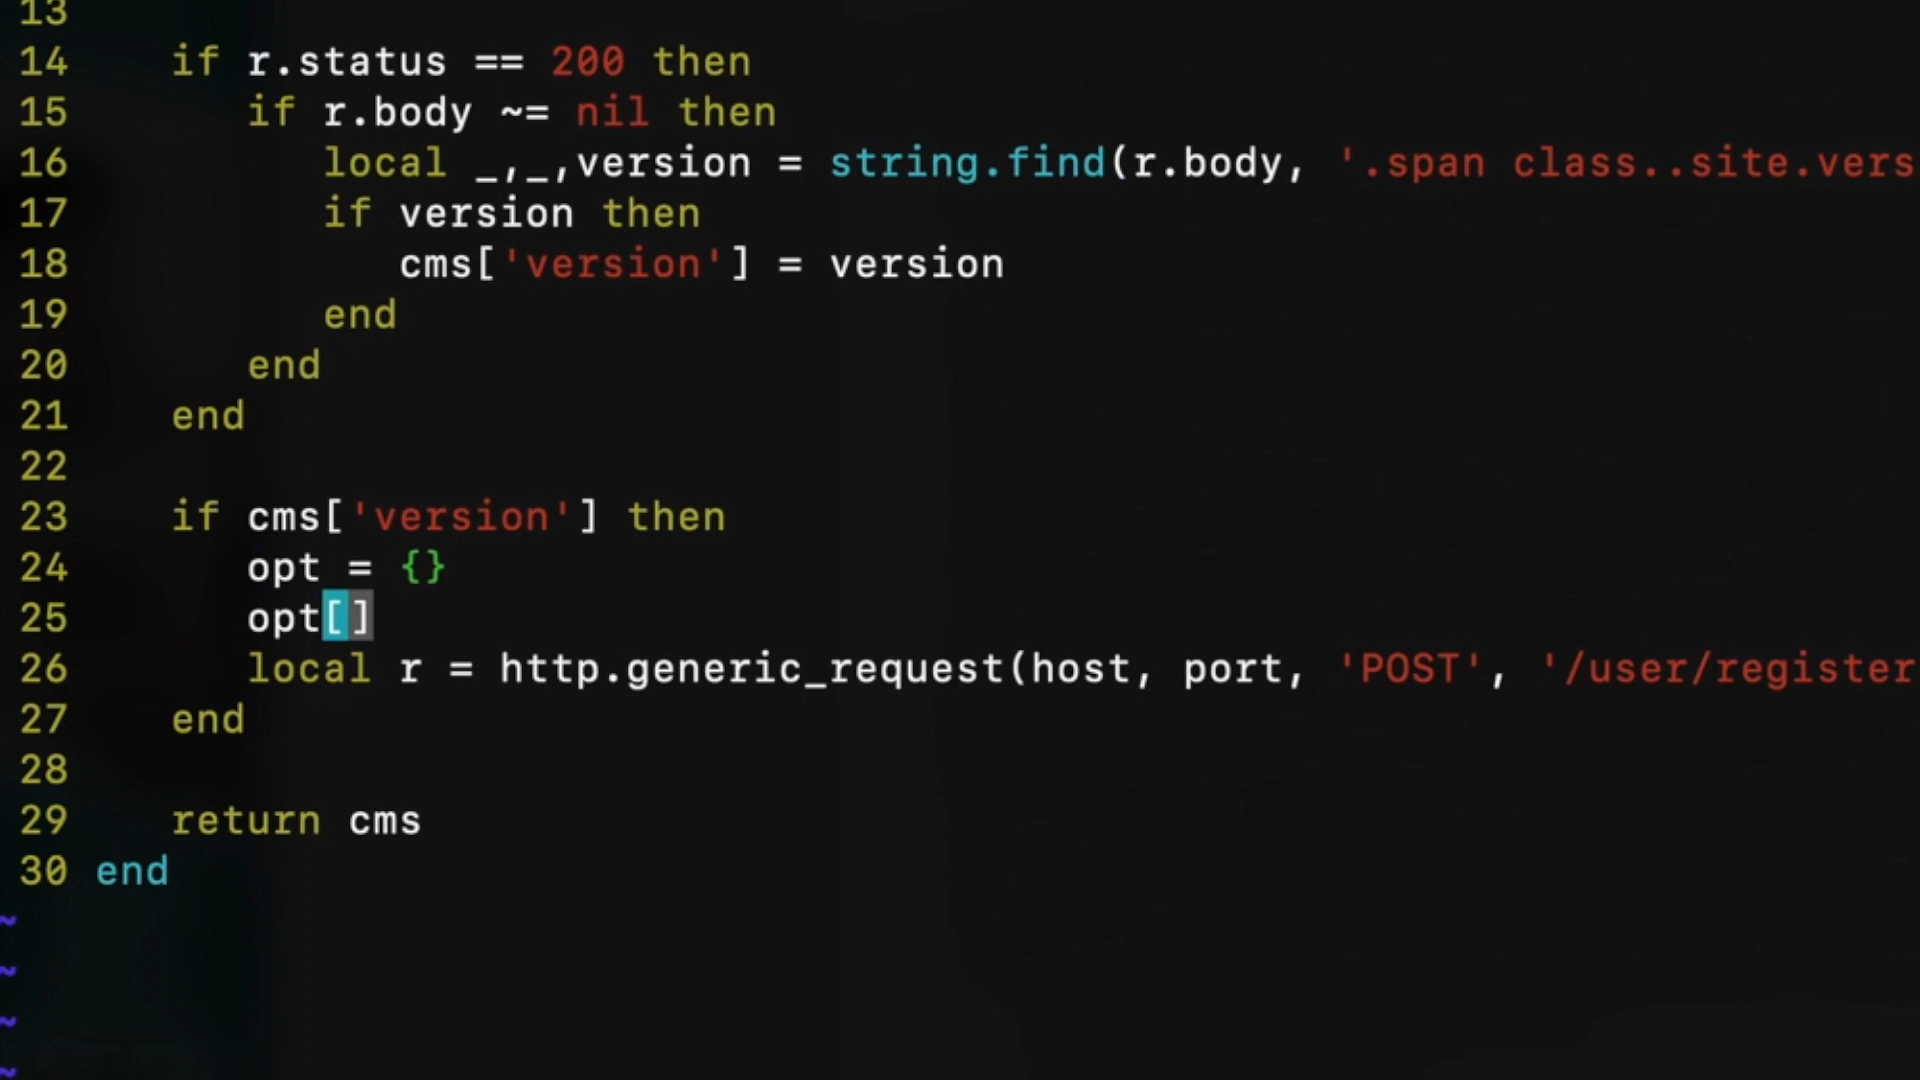 13
14 if r.status == 200 then
15 if r.body ~= nil then
16 local _,_,version = string.find(r.body, '.span class..site.vers
17 if version then
18 cms['version'] = version
19 end
20 end
21 end
22
23 if cms['version'] then
24 opt = {}
25 opt[]
26 local r = http.generic_request(host, port, 'POST', '/user/register
27 end
28
29 return cms
30 end
~
~
~
~